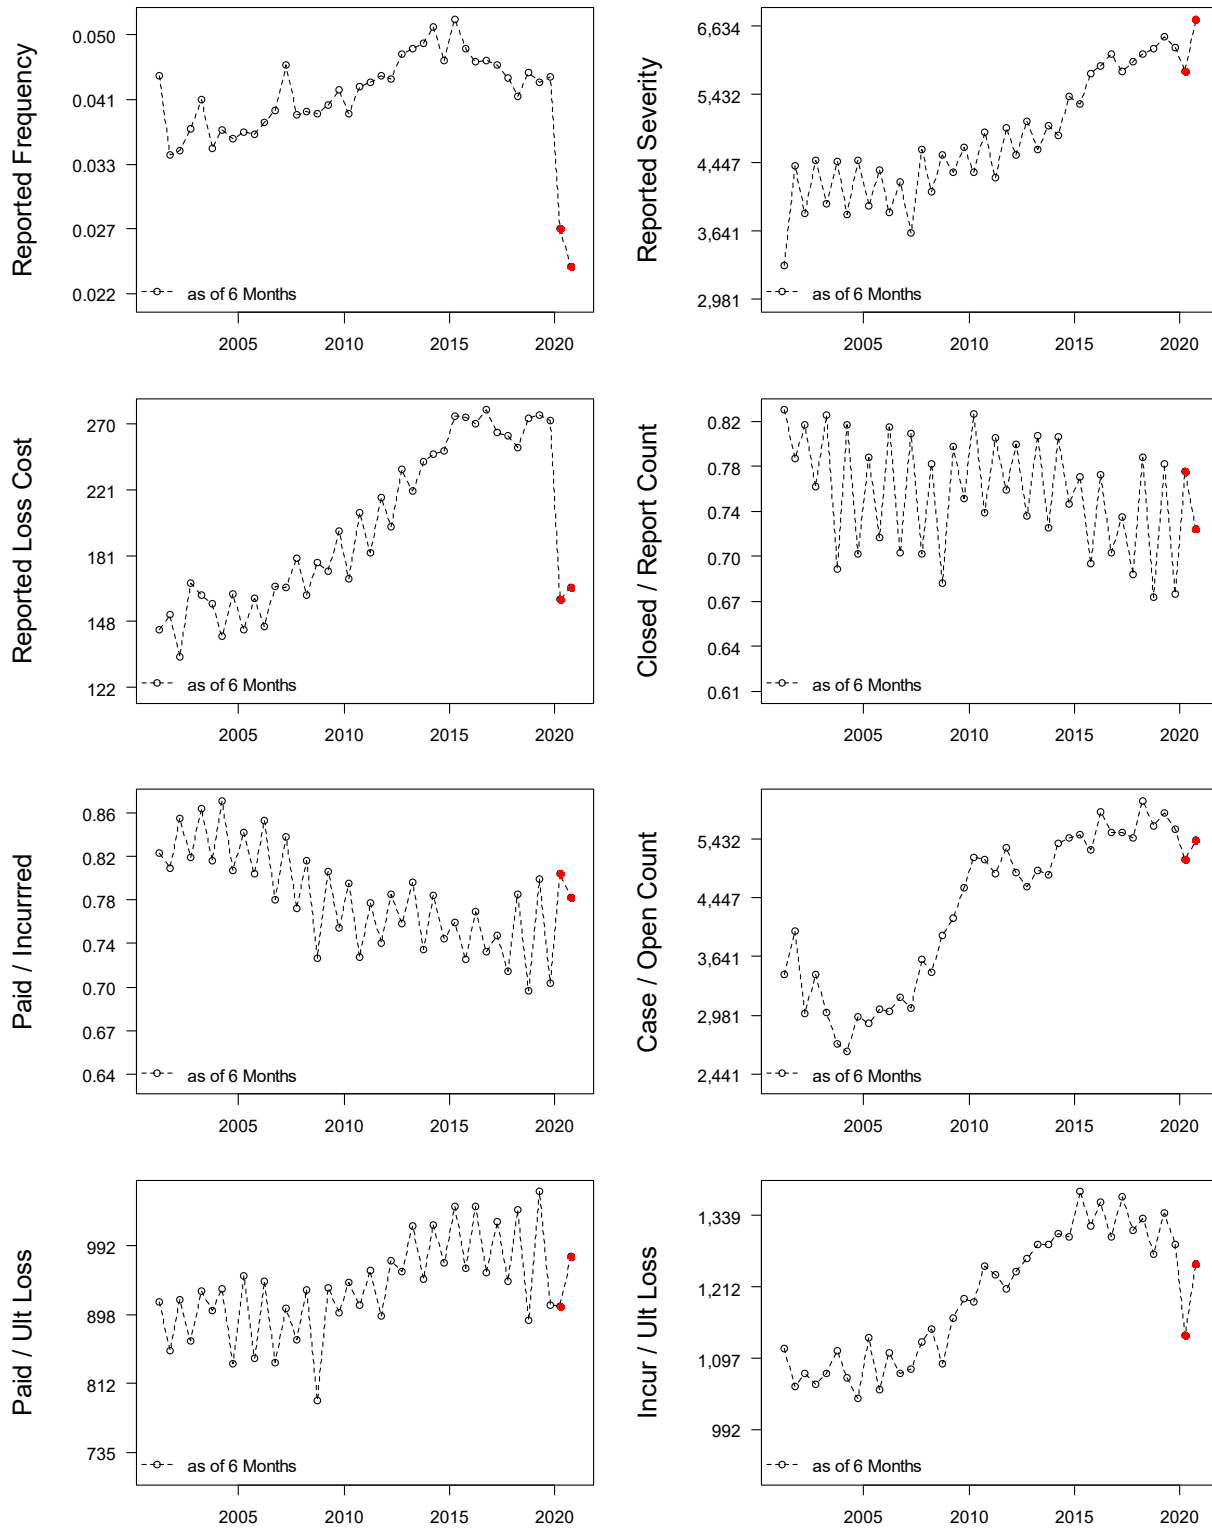 Reported Frequency
0.050
0.041
0.033
0.027
0.022
as of 6 Months
2005 2010 2015 2020
Reported Severity
6,634
5,432
4,447
3,641
2,981
as of 6 Months
2005 2010 2015 2020
Reported Loss Cost
270
221
181
148
122
as of 6 Months
2005 2010 2015 2020
Closed / Report Count
0.82
0.78
0.74
0.70
0.67
0.64
0.61
as of 6 Months
2005 2010 2015 2020
Paid / Incurrred
0.86
0.82
0.78
0.74
0.70
0.67
0.64
as of 6 Months
2005 2010 2015 2020
Case / Open Count
5,432
4,447
3,641
2,981
2,441
as of 6 Months
2005 2010 2015 2020
Paid / Ult Loss
992
898
812
735
as of 6 Months
2005 2010 2015 2020
Incur / Ult Loss
1,339
1,212
1,097
992
as of 6 Months
2005 2010 2015 2020